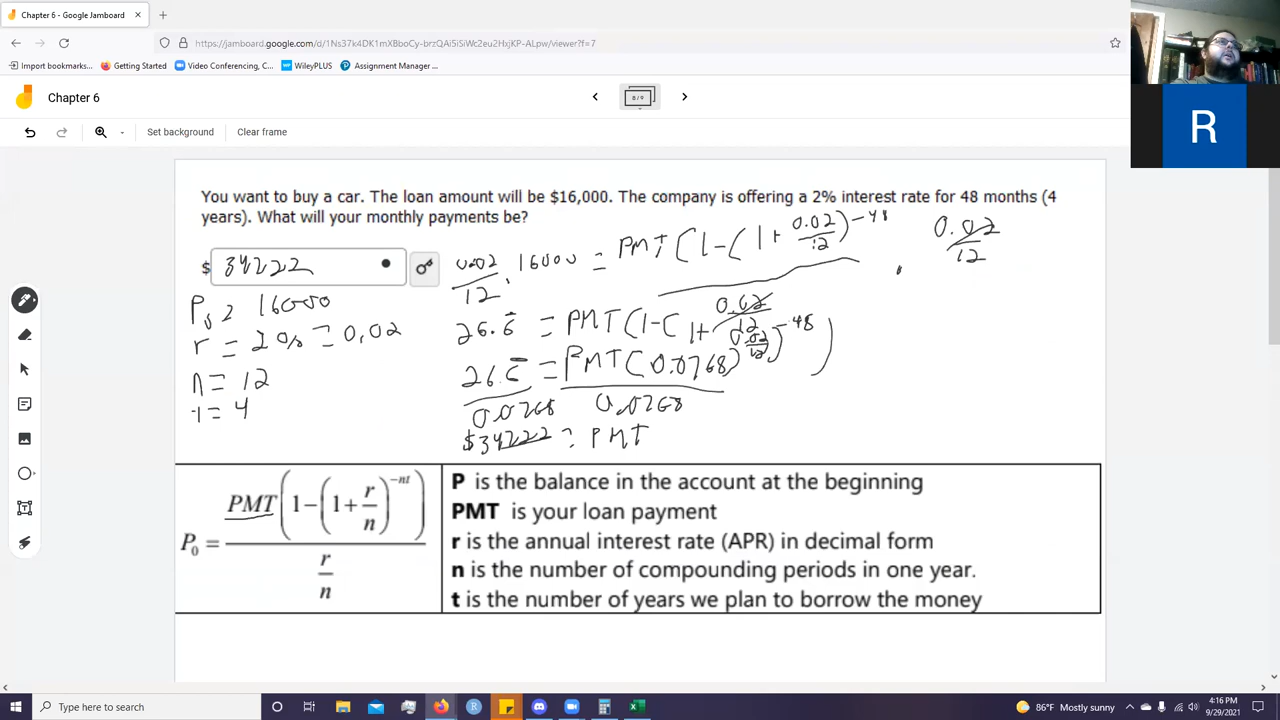 Chapter 6 - Google Jamboard
https://jamboard.google.com/d/1Ns37k4DK1mXBboCy-brzQAi5iSiWc2eu2HxjKP-ALpw/viewer?f=7
Import bookmarks... Getting Started Video Conferencing, C... WileyPLUS Assignment Manager...
Chapter 6
8 / 9
Set background Clear frame
R
You want to buy a car. The loan amount will be $16,000. The company is offering a 2% interest rate for 48 months (4
years). What will your monthly payments be?
$ 347.22
P₀ = 16000
r = 2% = 0.02
n = 12
t = 4
0.02/12 · 16000 = PMT(1-(1+0.02/12)^-48 · 0.02/12
26.6̅ = PMT(1-(1+0.02/12)^-48)
26.6̅ = PMT(0.0768)
0.0768 0.0768
$347.22 = PMT
P₀ = PMT(1-(1+r/n)^-nt) / (r/n)
P is the balance in the account at the beginning
PMT is your loan payment
r is the annual interest rate (APR) in decimal form
n is the number of compounding periods in one year.
t is the number of years we plan to borrow the money
Type here to search
86°F Mostly sunny
4:16 PM
9/29/2021